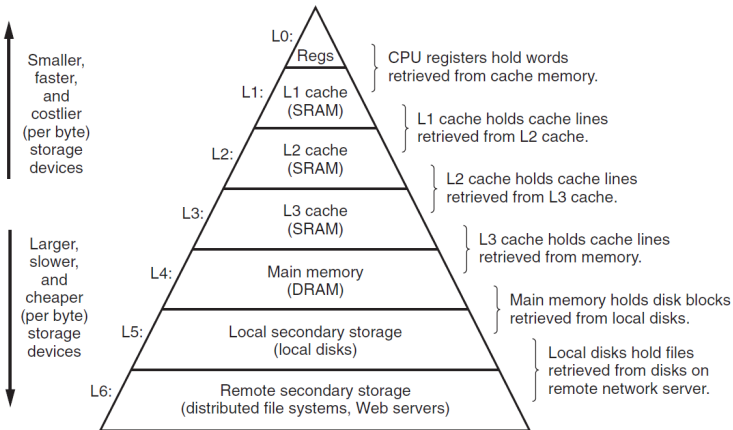 L0:
Regs
CPU registers hold words
retrieved from cache memory.
Smaller,
faster,
and
costlier
(per byte)
storage
devices
L1:
L1 cache
(SRAM)
L1 cache holds cache lines
retrieved from L2 cache.
L2:
L2 cache
(SRAM)
L2 cache holds cache lines
retrieved from L3 cache.
L3:
L3 cache
(SRAM)
L3 cache holds cache lines
retrieved from memory.
Larger,
slower,
and
cheaper
(per byte)
storage
devices
L4:
Main memory
(DRAM)
Main memory holds disk blocks
retrieved from local disks.
L5:
Local secondary storage
(local disks)
Local disks hold files
retrieved from disks on
remote network server.
L6:
Remote secondary storage
(distributed file systems, Web servers)